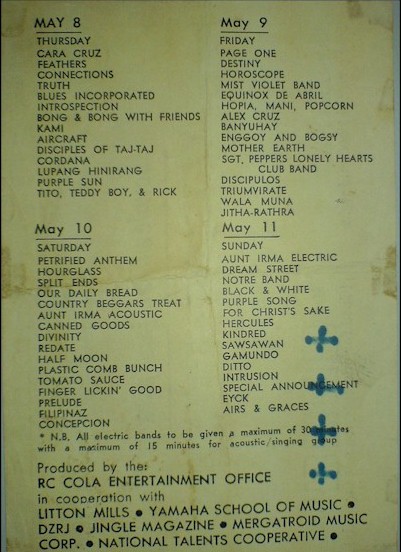 MAY 8
THURSDAY
CARA CRUZ
FEATHERS
CONNECTIONS
TRUTH
BLUES INCORPORATED
INTROSPECTION
BONG & BONG WITH FRIENDS
KAMI
AIRCRAFT
DISCIPLES OF TAJ-TAJ
CORDANA
LUPANG HINIRANG
PURPLE SUN
TITO, TEDDY BOY, & RICK
May 9
FRIDAY
PAGE ONE
DESTINY
HOROSCOPE
MIST VIOLET BAND
EQUINOX DE ABRIL
HOPIA, MANI, POPCORN
ALEX CRUZ
BANYUHAY
ENGGOY AND BOGSY
MOTHER EARTH
SGT. PEPPERS LONELY HEARTS
CLUB BAND
DISCIPULOS
TRIUMVIRATE
WALA MUNA
JITHA-RATHRA
May 10
SATURDAY
PETRIFIED ANTHEM
HOURGLASS
SPLIT ENDS
OUR DAILY BREAD
COUNTRY BEGGARS TREAT
AUNT IRMA ACOUSTIC
CANNED GOODS
DIVINITY
REDATE
HALF MOON
PLASTIC COMB BUNCH
TOMATO SAUCE
FINGER LICKIN' GOOD
PRELUDE
FILIPINAZ
CONCEPCION
May 11
SUNDAY
AUNT IRMA ELECTRIC
DREAM STREET
NOTRE BAND
BLACK & WHITE
PURPLE SONG
FOR CHRIST'S SAKE
HERCULES
KINDRED
SAWSAWAN
GAMUNDO
DITTO
INTRUSION
SPECIAL ANNOUNCEMENT
EYCK
AIRS & GRACES
* N.B. All electric bands to be given a maximum of 30 minutes
with a maximum of 15 minutes for acoustic/singing group
Produced by the:
RC COLA ENTERTAINMENT OFFICE
in cooperation with
LITTON MILLS ● YAMAHA SCHOOL OF MUSIC ●
DZRJ ● JINGLE MAGAZINE ● MERGATROID MUSIC
CORP. ● NATIONAL TALENTS COOPERATIVE ●